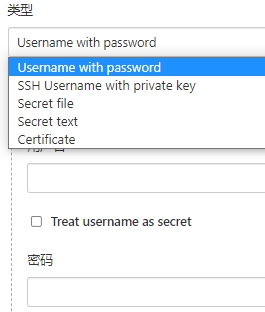 类型
Username with password
Username with password
SSH Username with private key
Secret file
Secret text
Certificate
Treat username as secret
密码